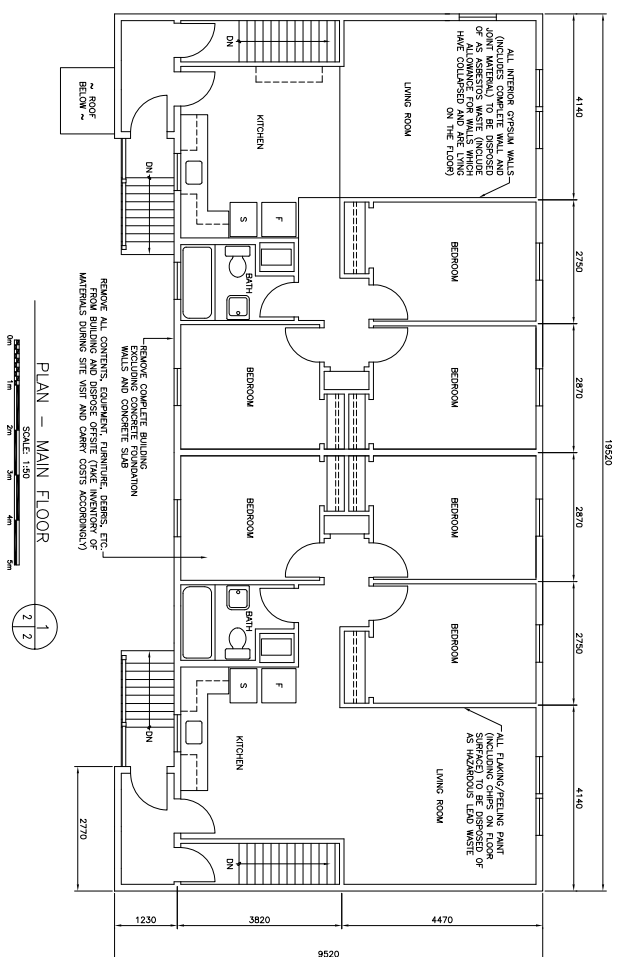 19520
4140
2750
2870
2870
2750
4140
ALL INTERIOR GYPSUM WALLS
(INCLUDES COMPLETE WALL AND
JOINT MATERIAL) TO BE DISPOSED
OF AS ASBESTOS WASTE (INCLUDE
ALLOWANCE FOR WALLS WHICH
HAVE COLLAPSED AND ARE LYING
ON THE FLOOR)
LIVING ROOM
BEDROOM
BEDROOM
BEDROOM
BEDROOM
ALL FLAKING/PEELING PAINT
(INCLUDING CHIPS ON FLOOR
SURFACE) TO BE DISPOSED OF
AS HAZARDOUS LEAD WASTE
LIVING ROOM
4470
DN
KITCHEN
F
S
BATH
BEDROOM
BEDROOM
BATH
F
S
KITCHEN
DN
3820
~ ROOF
BELOW ~
DN
DN
1230
9520
2770
REMOVE COMPLETE BUILDING
EXCLUDING CONCRETE FOUNDATION
WALLS AND CONCRETE SLAB
REMOVE ALL CONTENTS, EQUIPMENT, FURNITURE, DEBRIS, ETC.
FROM BUILDING AND DISPOSE OFFSITE (TAKE INVENTORY OF
MATERIALS DURING SITE VISIT AND CARRY COSTS ACCORDINGLY)
PLAN - MAIN FLOOR
SCALE: 1:50
0m 1m 2m 3m 4m 5m
1
2 2